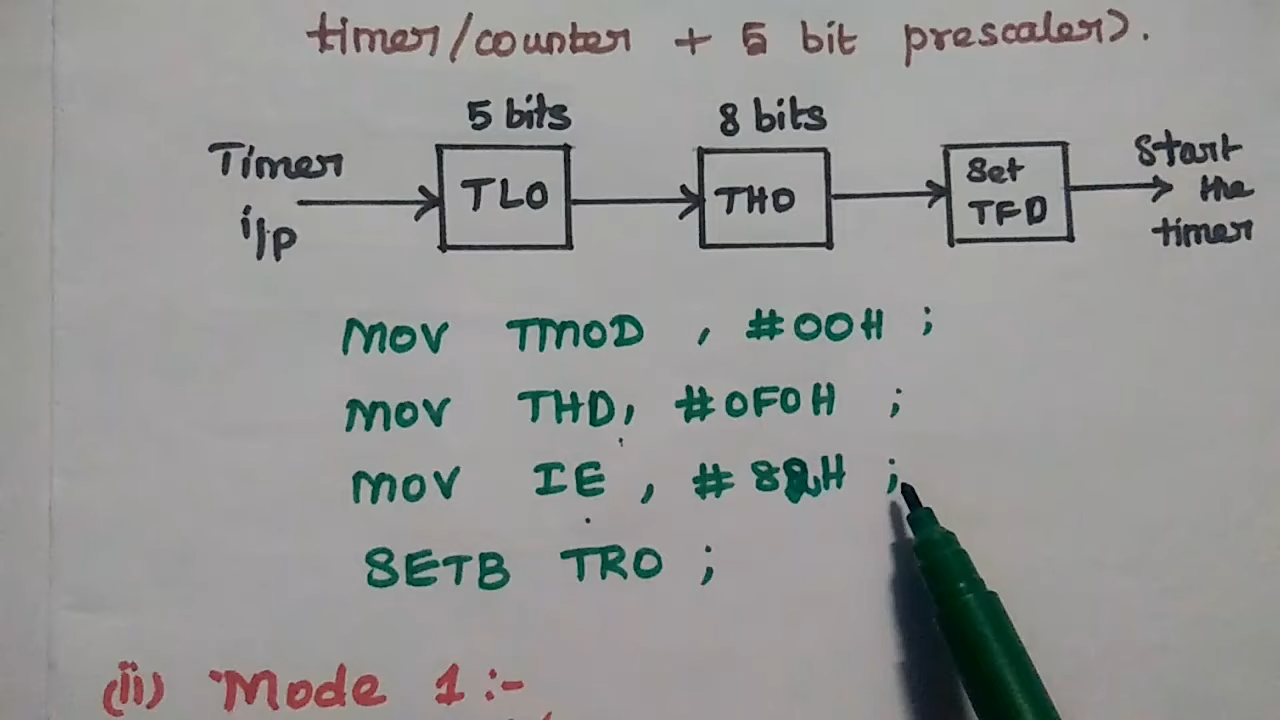 timer/counter + 5 bit prescaler).
5 bits
8 bits
Timer
i/p
TL0
TH0
Set
TF0
Start
the
timer
MOV TMOD , #00H ;
MOV TH0, #0F0H ;
MOV IE , #82H ;
SETB TR0 ;
(ii) Mode 1 :-